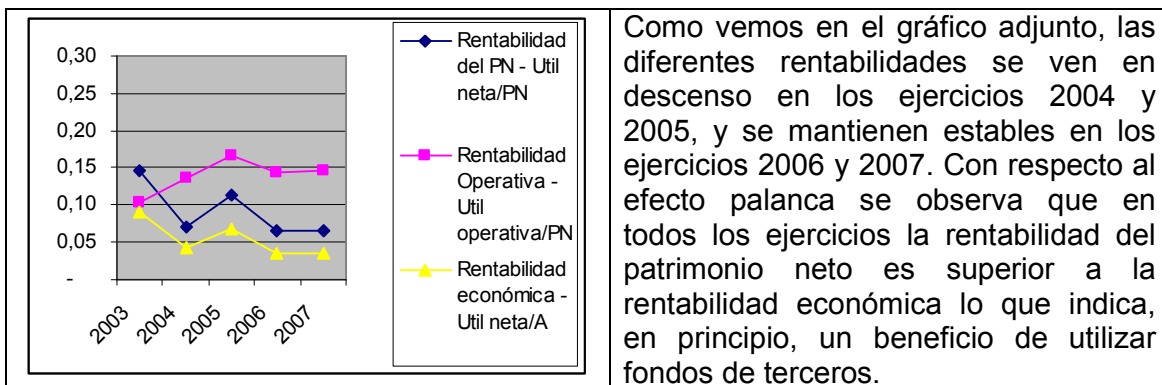 0,30
0,25
0,20
0,15
0,10
0,05
-
2003
2004
2005
2006
2007
Rentabilidad
del PN - Util
neta/PN
Rentabilidad
Operativa -
Util
operativa/PN
Rentabilidad
económica -
Util neta/A
Como vemos en el gráfico adjunto, las
diferentes rentabilidades se ven en
descenso en los ejercicios 2004 y
2005, y se mantienen estables en los
ejercicios 2006 y 2007. Con respecto al
efecto palanca se observa que en
todos los ejercicios la rentabilidad del
patrimonio neto es superior a la
rentabilidad económica lo que indica,
en principio, un beneficio de utilizar
fondos de terceros.